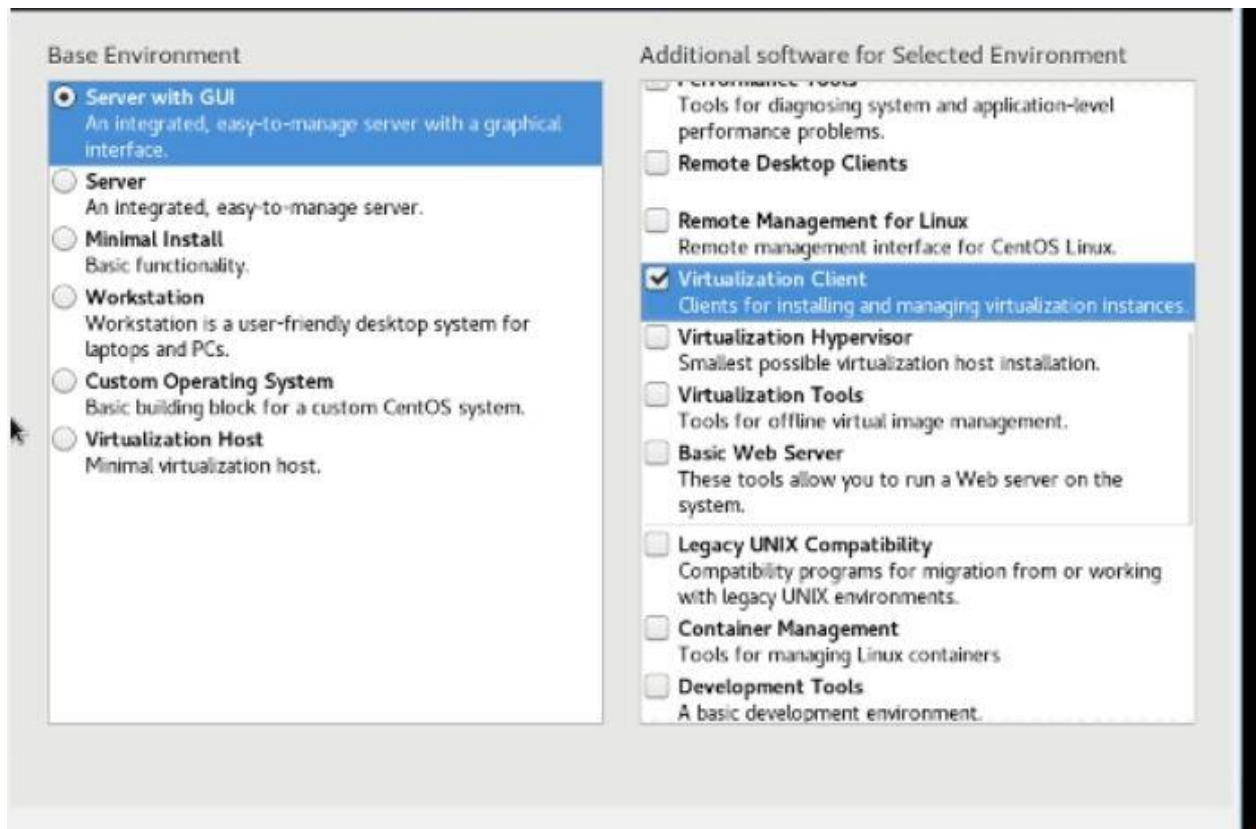 Base Environment
Server with GUI
An integrated, easy-to-manage server with a graphical
interface.
Server
An integrated, easy-to-manage server.
Minimal Install
Basic functionality.
Workstation
Workstation is a user-friendly desktop system for
laptops and PCs.
Custom Operating System
Basic building block for a custom CentOS system.
Virtualization Host
Minimal virtualization host.
Additional software for Selected Environment
Performance Tools
Tools for diagnosing system and application-level
performance problems.
Remote Desktop Clients
Remote Management for Linux
Remote management interface for CentOS Linux.
Virtualization Client
Clients for installing and managing virtualization instances.
Virtualization Hypervisor
Smallest possible virtualization host installation.
Virtualization Tools
Tools for offline virtual image management.
Basic Web Server
These tools allow you to run a Web server on the
system.
Legacy UNIX Compatibility
Compatibility programs for migration from or working
with legacy UNIX environments.
Container Management
Tools for managing Linux containers
Development Tools
A basic development environment.